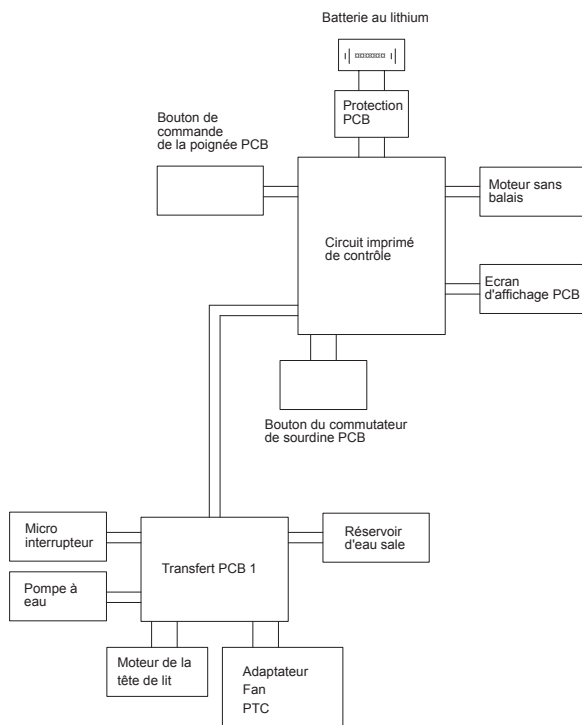 Batterie au lithium
Protection
PCB
Bouton de
commande
de la poignée PCB
Moteur sans
balais
Circuit imprimé
de contrôle
Ecran
d'affichage PCB
Bouton du commutateur
de sourdine PCB
Micro
interrupteur
Réservoir
d'eau sale
Transfert PCB 1
Pompe à
eau
Moteur de la
tête de lit
Adaptateur
Fan
PTC